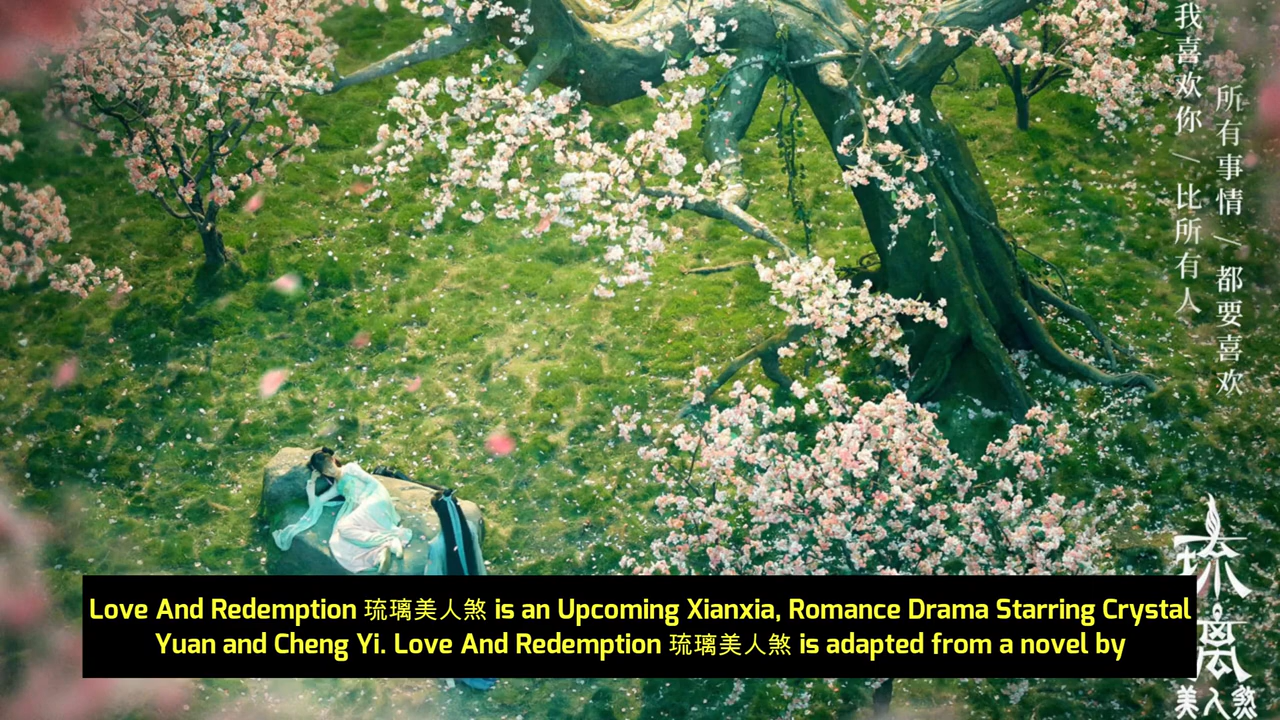 我喜欢你/比所有人
所有事情/都要喜欢
Love And Redemption 琉璃美人煞 is an Upcoming Xianxia, Romance Drama Starring Crystal
Yuan and Cheng Yi. Love And Redemption 琉璃美人煞 is adapted from a novel by
琉璃
美人煞